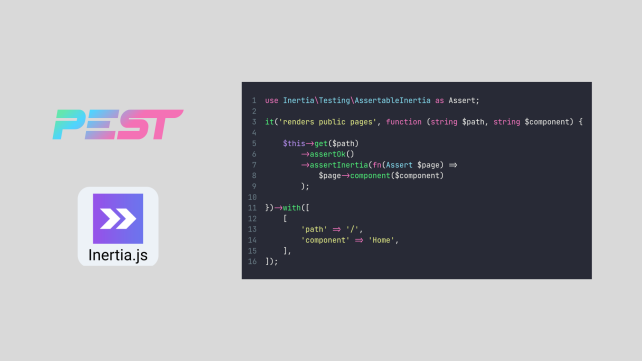 PEST
Inertia.js
1 use Inertia\Testing\AssertableInertia as Assert;
2
3 it('renders public pages', function (string $path, string $component) {
4
5     $this->get($path)
6         ->assertOk()
7         ->assertInertia(fn(Assert $page) =>
8             $page->component($component)
9         );
10
11 })->with([
12     [
13         'path' => '/',
14         'component' => 'Home',
15     ],
16 ]);